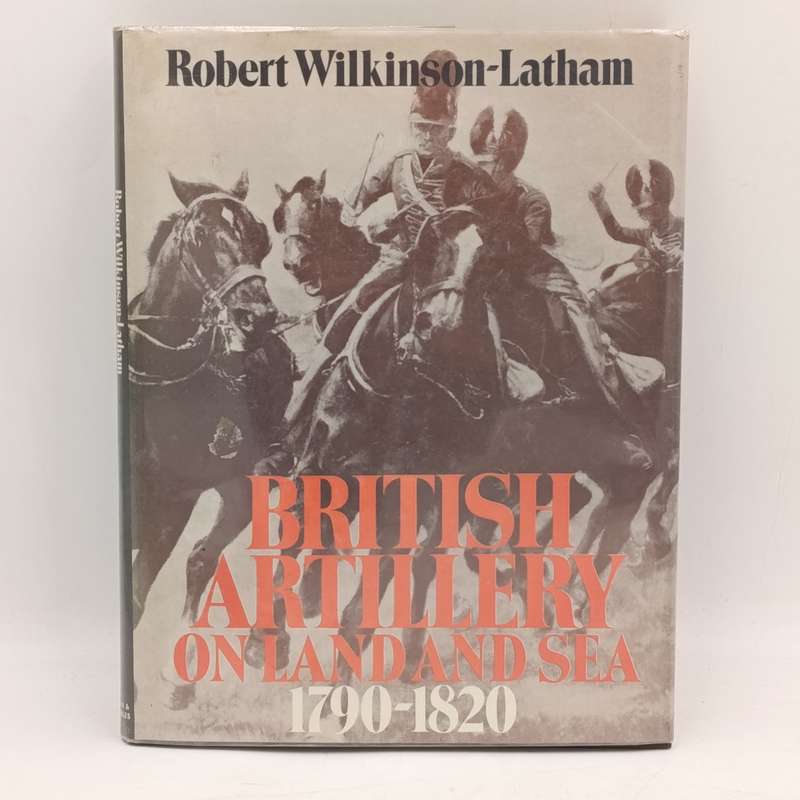 Robert Wilkinson-Latham
BRITISH
ARTILLERY
ON LAND AND SEA
1790-1820
Robert Wilkinson-Latham